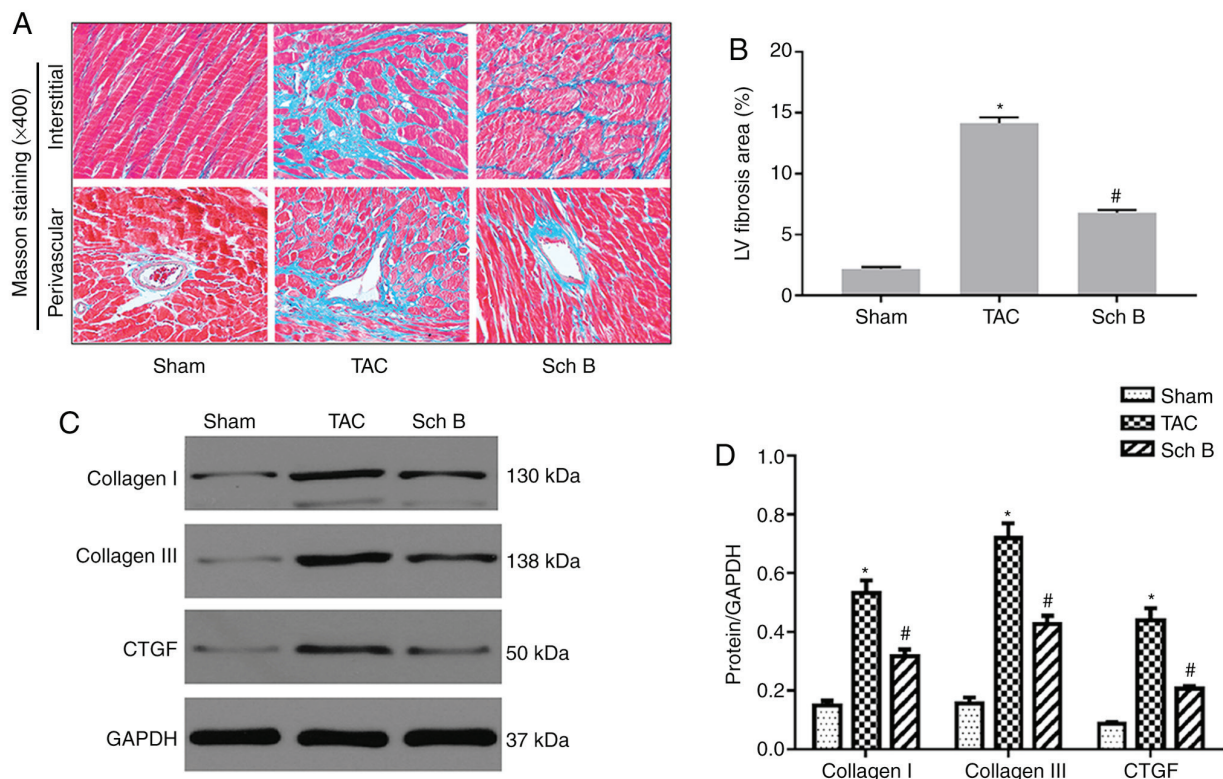 A
Masson staining (×400)
Interstitial
Perivascular
Sham
TAC
Sch B
B
LV fibrosis area (%)
20
15
10
5
0
*
#
Sham
TAC
Sch B
C
Sham
TAC
Sch B
Collagen I
130 kDa
Collagen III
138 kDa
CTGF
50 kDa
GAPDH
37 kDa
Sham
TAC
Sch B
D
Protein/GAPDH
1.0
0.8
0.6
0.4
0.2
0.0
*
#
*
#
*
#
Collagen I
Collagen III
CTGF